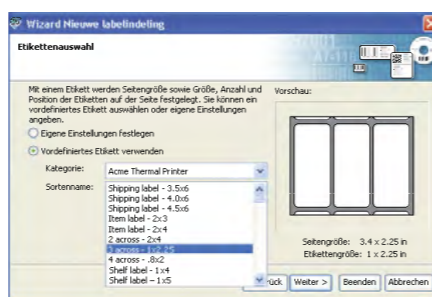 Wizard Nieuwe labelindeling
Etikettenauswahl
Mit einem Etikett werden Seitengröße sowie Größe, Anzahl und
Position der Etiketten auf der Seite festgelegt. Sie können ein
vordefiniertes Etikett auswählen oder eigene Einstellungen
angeben.
Eigene Einstellungen festlegen
Vordefiniertes Etikett verwenden
Kategorie: Acme Thermal Printer
Sortenname:
Shipping label - 3.5x6
Shipping label - 4.0x6
Shipping label - 4.5x6
Item label - 2x3
Item label - 2x4
2 across - 2x4
3 across - 1x2.25
4 across - .8x2
Shelf label - 1x4
Shelf label - 1x5
Vorschau:
Seitengröße: 3.4 x 2.25 in
Etikettengröße: 1 x 2.25 in
ück Weiter > Beenden Abbrechen